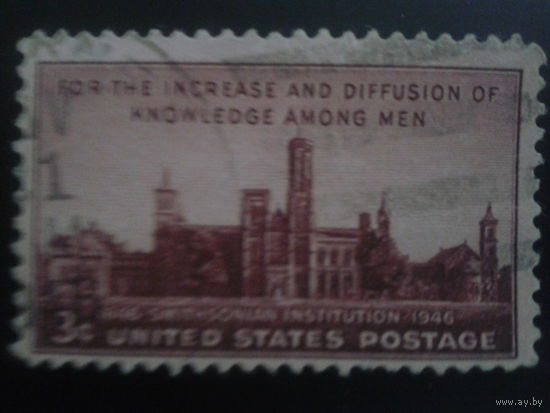 FOR THE INCREASE AND DIFFUSION OF
KNOWLEDGE AMONG MEN
1846 SMITHSONIAN INSTITUTION 1946
3¢ UNITED STATES POSTAGE
www.ay.by